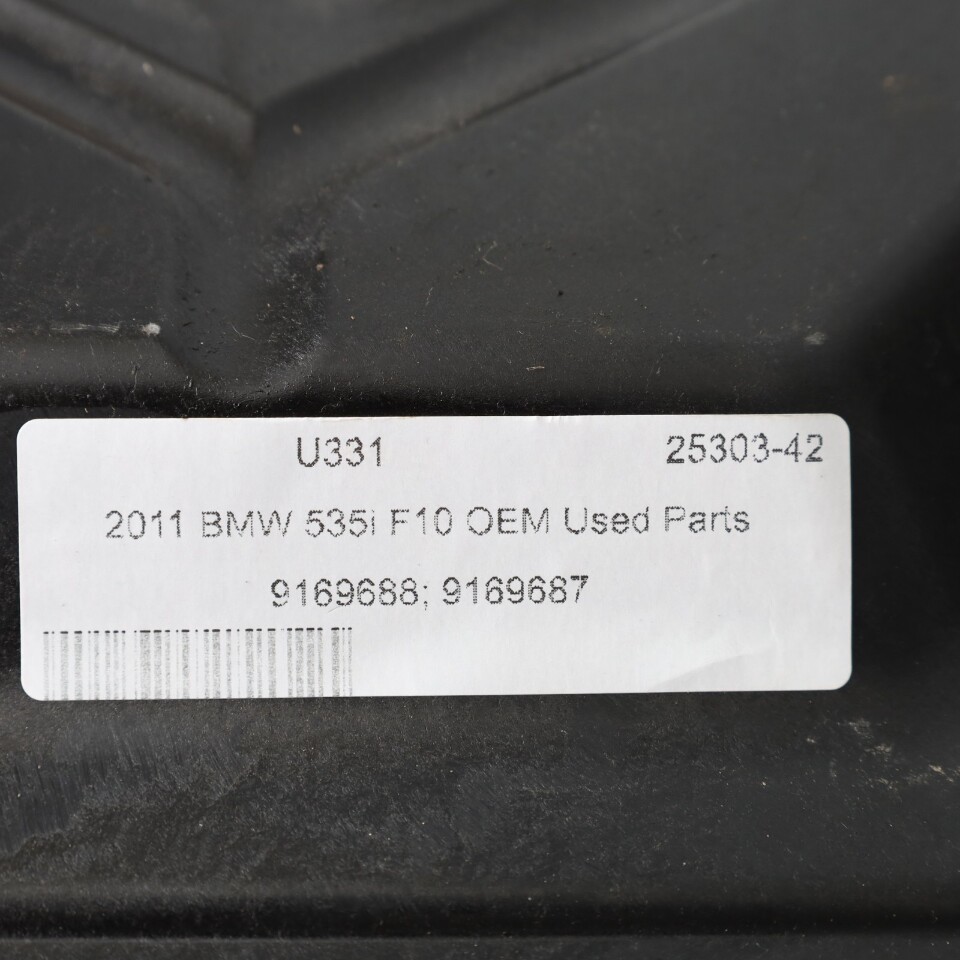 U331 25303-42
2011 BMW 535i F10 OEM Used Parts
9169688; 9169687